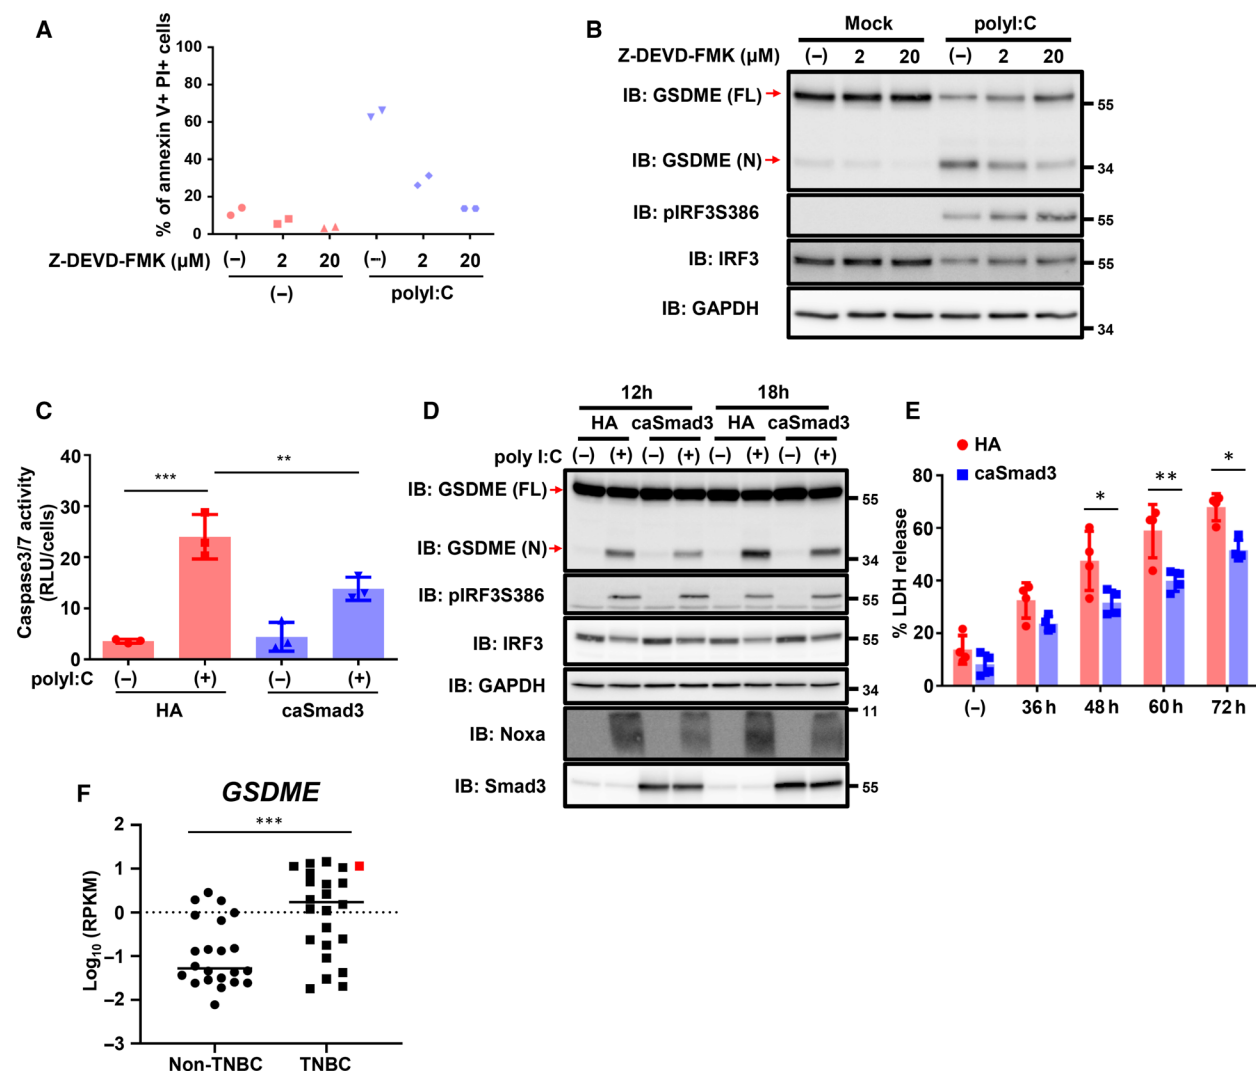 A
% of annexin V+ PI+ cells
100
80
60
40
20
0
Z-DEVD-FMK (μM) (–) 2 20 (–) 2 20
(–) polyI:C
B
Mock polyI:C
Z-DEVD-FMK (μM) (–) 2 20 (–) 2 20
IB: GSDME (FL) 55
IB: GSDME (N) 34
IB: pIRF3S386 55
IB: IRF3 55
IB: GAPDH 34
C
Caspase3/7 activity
(RLU/cells)
40
30
20
10
0
*** **
polyI:C (–) (+) (–) (+)
HA caSmad3
D
12h 18h
HA caSmad3 HA caSmad3
poly I:C (–) (+) (–) (+) (–) (+) (–) (+)
IB: GSDME (FL) 55
IB: GSDME (N) 34
IB: pIRF3S386 55
IB: IRF3 55
IB: GAPDH 34
11
IB: Noxa
IB: Smad3 55
E
HA
caSmad3
% LDH release
80
60
40
20
0
* ** *
(–) 36 h 48 h 60 h 72 h
F
GSDME
***
Log10 (RPKM)
2
1
0
–1
–2
–3
Non-TNBC TNBC